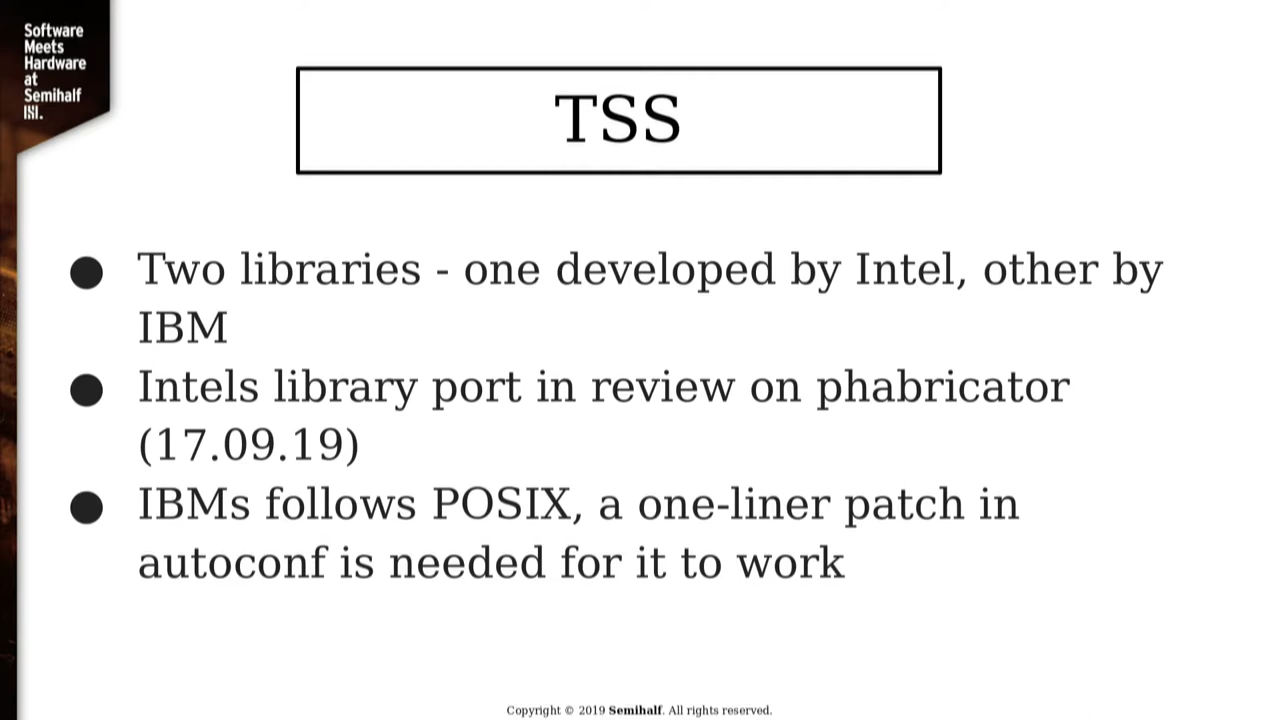 Software
Meets
Hardware
at
Semihalf
TSS
● Two libraries - one developed by Intel, other by
IBM
● Intels library port in review on phabricator
(17.09.19)
● IBMs follows POSIX, a one-liner patch in
autoconf is needed for it to work
Copyright © 2019 Semihalf. All rights reserved.